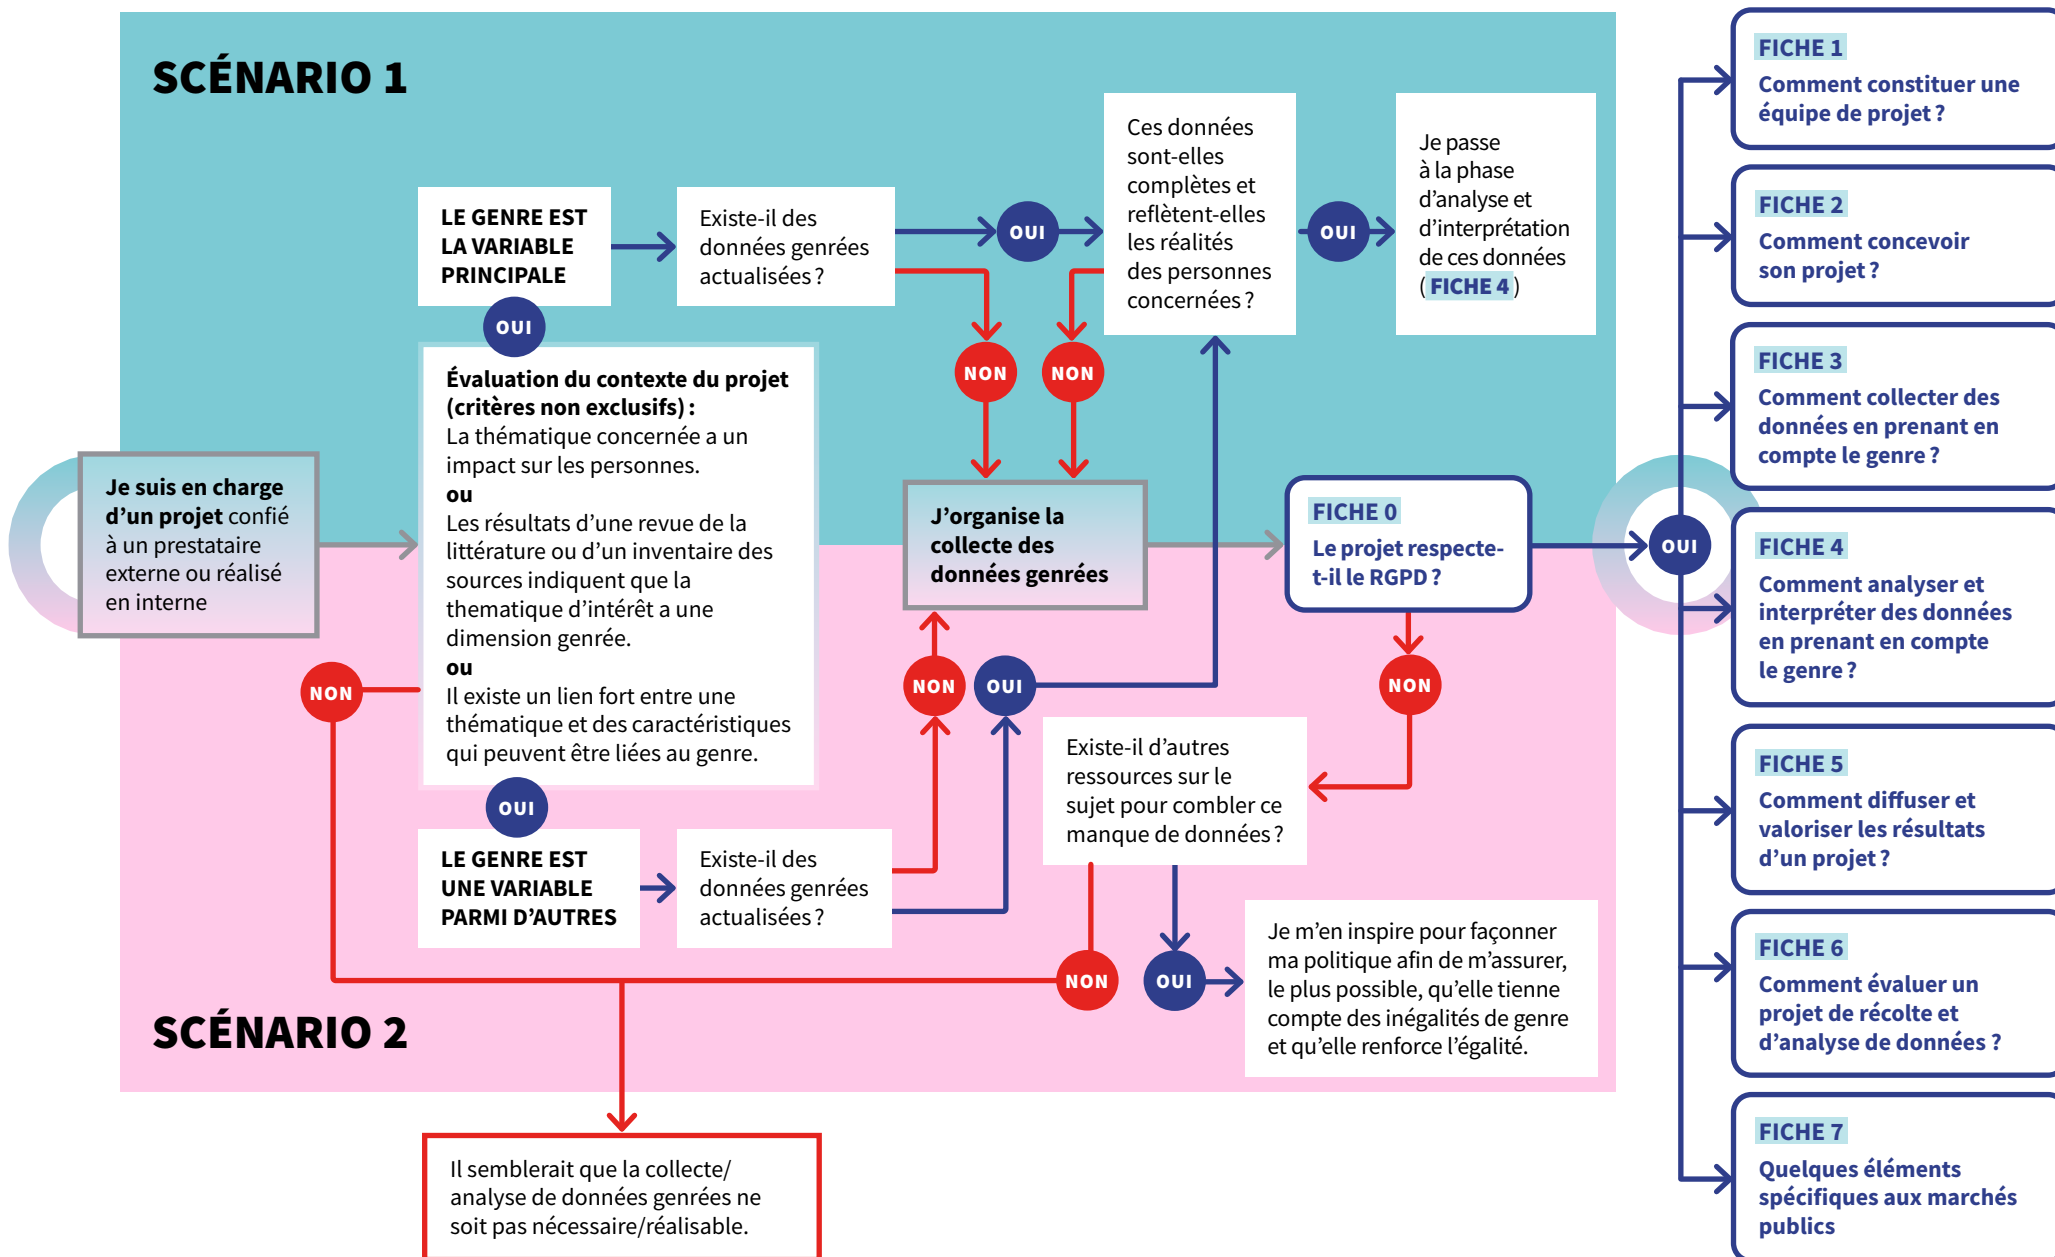 SCÉNARIO 1
Je suis en charge
d’un projet confié
à un prestataire
externe ou réalisé
en interne
LE GENRE EST
LA VARIABLE
PRINCIPALE
OUI
Évaluation du contexte du projet
(critères non exclusifs) :
La thématique concernée a un
impact sur les personnes.
ou
Les résultats d’une revue de la
littérature ou d’un inventaire des
sources indiquent que la
thematique d’intérêt a une
dimension genrée.
ou
Il existe un lien fort entre une
thématique et des caractéristiques
qui peuvent être liées au genre.
NON
OUI
LE GENRE EST
UNE VARIABLE
PARMI D’AUTRES
Existe-il des
données genrées
actualisées ?
OUI
NON
Ces données
sont-elles
complètes et
reflètent-elles
les réalités
des personnes
concernées ?
NON
OUI
Je passe
à la phase
d’analyse et
d’interprétation
de ces données
(FICHE 4)
J’organise la
collecte des
données genrées
Existe-il des
données genrées
actualisées ?
NON
OUI
FICHE 0
Le projet respecte-
t-il le RGPD ?
OUI
NON
Existe-il d’autres
ressources sur le
sujet pour combler ce
manque de données ?
NON
OUI
Je m’en inspire pour façonner
ma politique afin de m’assurer,
le plus possible, qu’elle tienne
compte des inégalités de genre
et qu’elle renforce l’égalité.
SCÉNARIO 2
Il semblerait que la collecte/
analyse de données genrées ne
soit pas nécessaire/réalisable.
FICHE 1
Comment constituer une
équipe de projet ?
FICHE 2
Comment concevoir
son projet ?
FICHE 3
Comment collecter des
données en prenant en
compte le genre ?
FICHE 4
Comment analyser et
interpréter des données
en prenant en compte
le genre ?
FICHE 5
Comment diffuser et
valoriser les résultats
d’un projet ?
FICHE 6
Comment évaluer un
projet de récolte et
d’analyse de données ?
FICHE 7
Quelques éléments
spécifiques aux marchés
publics